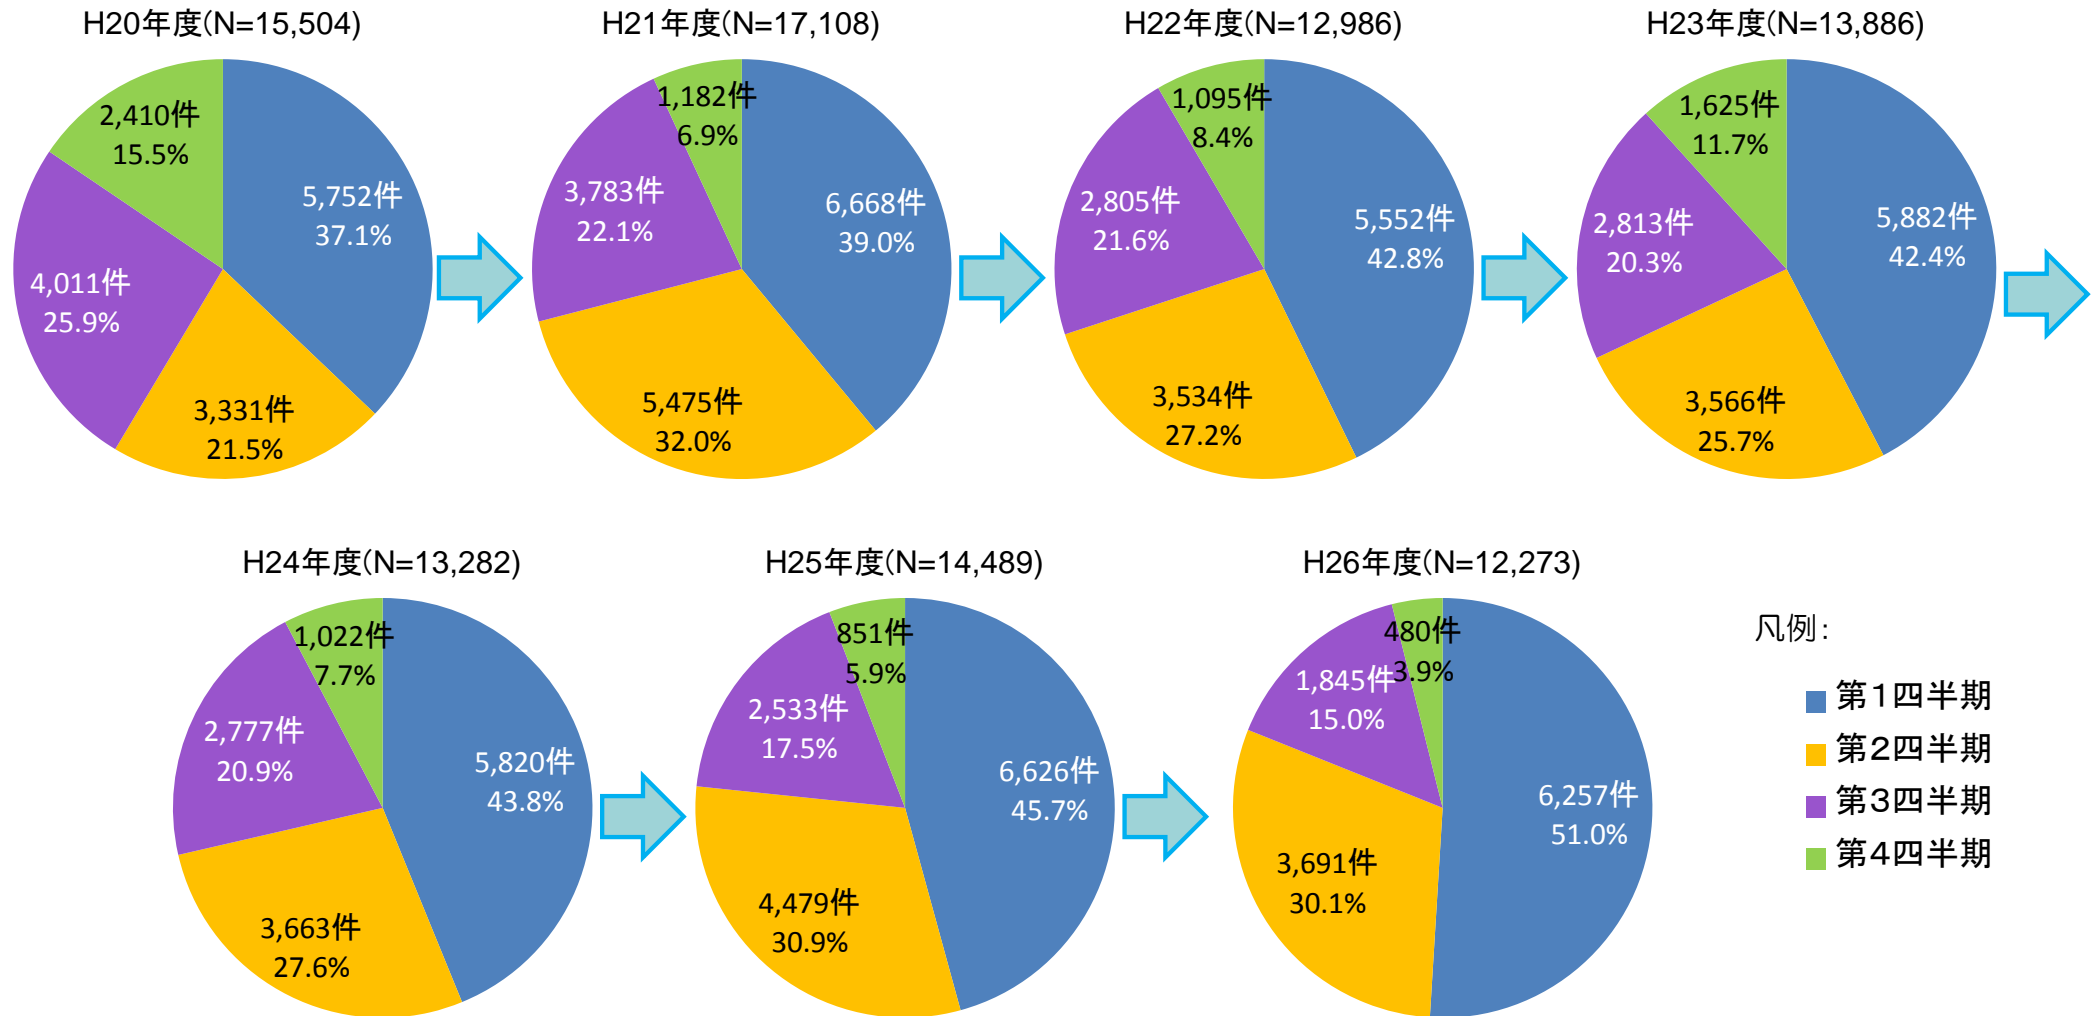 H20年度(N=15,504)
5,752件
37.1%
3,331件
21.5%
4,011件
25.9%
2,410件
15.5%
H21年度(N=17,108)
6,668件
39.0%
5,475件
32.0%
3,783件
22.1%
1,182件
6.9%
H22年度(N=12,986)
5,552件
42.8%
3,534件
27.2%
2,805件
21.6%
1,095件
8.4%
H23年度(N=13,886)
5,882件
42.4%
3,566件
25.7%
2,813件
20.3%
1,625件
11.7%
H24年度(N=13,282)
5,820件
43.8%
3,663件
27.6%
2,777件
20.9%
1,022件
7.7%
H25年度(N=14,489)
6,626件
45.7%
4,479件
30.9%
2,533件
17.5%
851件
5.9%
H26年度(N=12,273)
6,257件
51.0%
3,691件
30.1%
1,845件
15.0%
480件
3.9%
凡例:
第1四半期
第2四半期
第3四半期
第4四半期